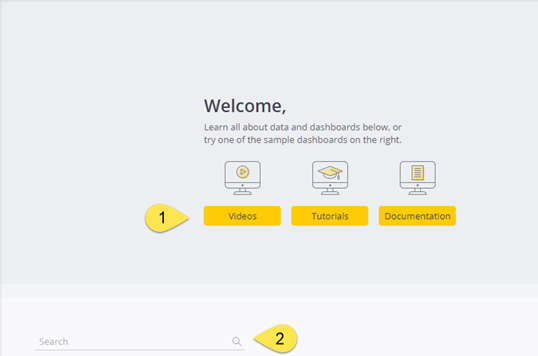 Welcome,
Learn all about data and dashboards below, or
try one of the sample dashboards on the right.
1
Videos
Tutorials
Documentation
Search
2